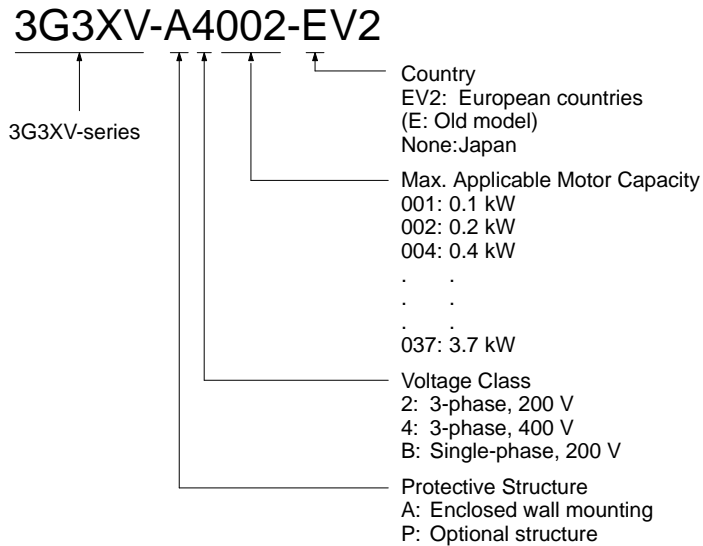 3G3XV-A4002-EV2
3G3XV-series
Country
EV2: European countries
(E: Old model)
None:Japan
Max. Applicable Motor Capacity
001: 0.1 kW
002: 0.2 kW
004: 0.4 kW
. .
. .
. .
037: 3.7 kW
Voltage Class
2: 3-phase, 200 V
4: 3-phase, 400 V
B: Single-phase, 200 V
Protective Structure
A: Enclosed wall mounting
P: Optional structure